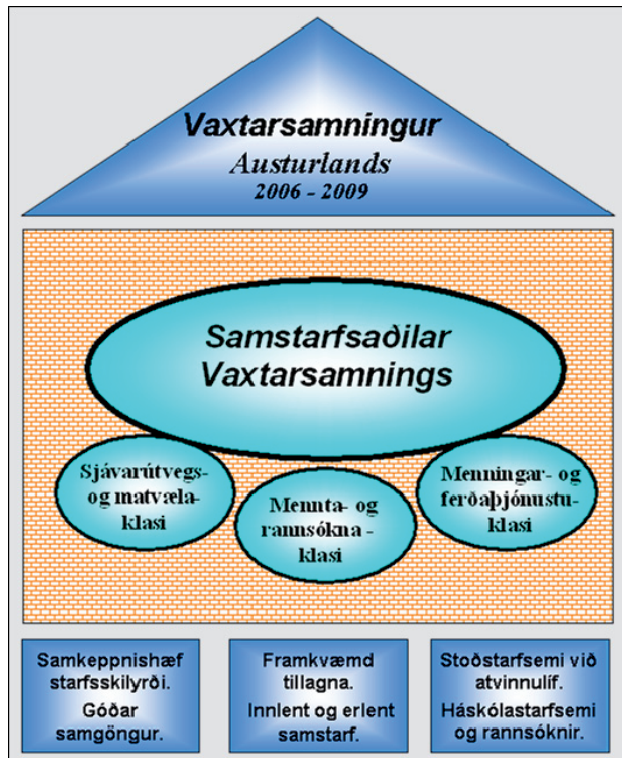 Vaxtarsamningur
Austurlands
2006 - 2009
Samstarfsaðilar
Vaxtarsamnings
Sjávarútvegs-
og matvæla-
klasi
Mennta- og
rannsókna -
klasi
Menningar- og
ferðaþjónustu-
klasi
Samkeppnishæf
starfsskilyrði.
Góðar
samgöngur.
Framkvæmd
tillagna.
Innlent og erlent
samstarf.
Stoðstarfsemi við
atvinnulíf.
Háskólastarfsemi
og rannsóknir.